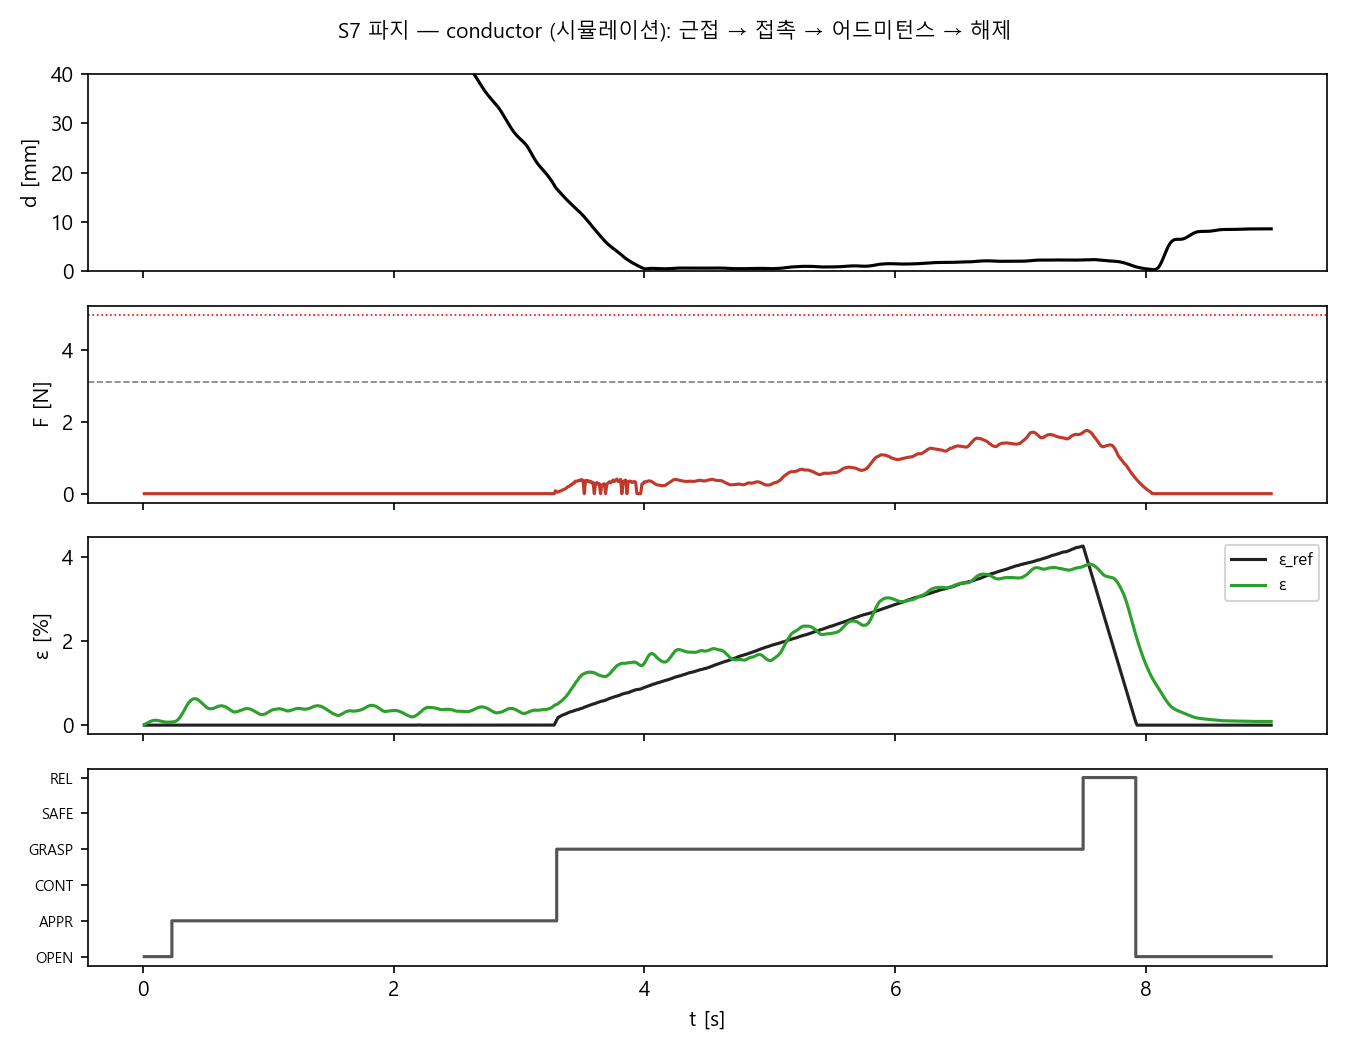 S7 파지 — conductor (시뮬레이션): 근접 → 접촉 → 어드미턴스 → 해제
40
30
20
10
0
d [mm]
4
2
0
F [N]
4
2
0
ε [%]
ε_ref
ε
REL
SAFE
GRASP
CONT
APPR
OPEN
0 2 4 6 8
t [s]